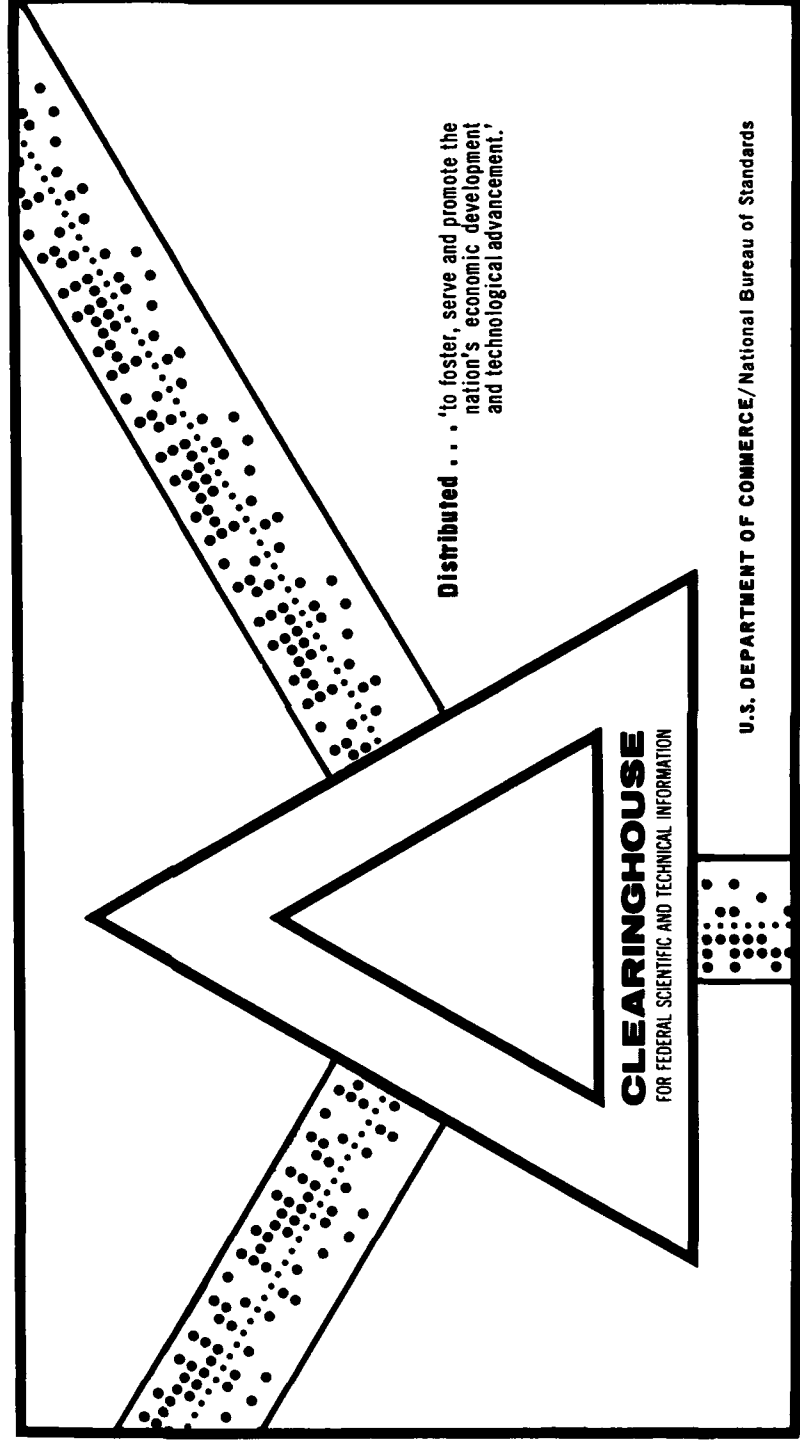 Distributed . . . 'to foster, serve and promote the
nation's economic development
and technological advancement.'
CLEARINGHOUSE
FOR FEDERAL SCIENTIFIC AND TECHNICAL INFORMATION
U.S. DEPARTMENT OF COMMERCE/National Bureau of Standards